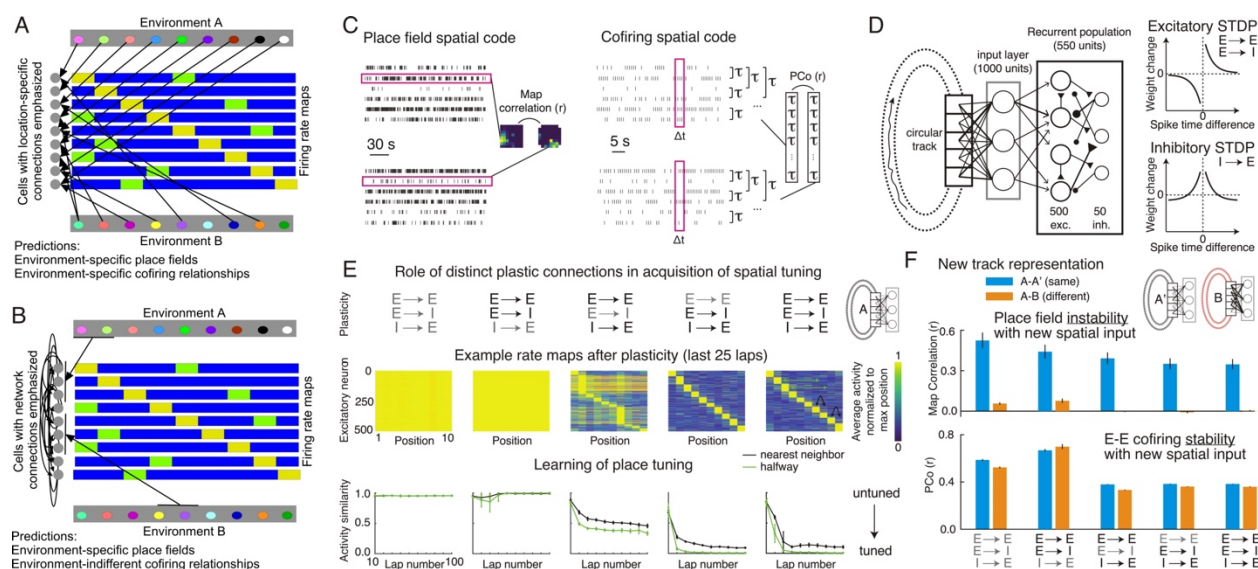 A
Environment A
Cells with location-specific
connections emphasized
Firing rate maps
Environment B
Predictions:
Environment-specific place fields
Environment-specific cofiring relationships
B
Environment A
Cells with network
connections emphasized
Firing rate maps
Environment B
Predictions:
Environment-specific place fields
Environment-indifferent cofiring relationships
C
Place field spatial code
Map
correlation (r)
30 s
Cofiring spatial code
τ
τ
τ
...
PCo (r)
τ
τ
τ
τ
τ
τ
τ
τ
τ
τ
5 s
Δt
τ
τ
τ
...
Δt
D
circular
track
input layer
(1000 units)
Recurrent population
(550 units)
500
exc.
50
inh.
Excitatory STDP
E → E
E → I
Weight change
0
0
Spike time difference
Inhibitory STDP
I → E
Weight change
0
0
Spike time difference
E
Role of distinct plastic connections in acquisition of spatial tuning
Plasticity
E → E
E → I
I → E
E → E
E → I
I → E
E → E
E → I
I → E
E → E
E → I
I → E
E → E
E → I
I → E
A
Example rate maps after plasticity (last 25 laps)
Excitatory neuron
1
250
500
1
10
Position
Position
Position
Position
Position
Average activity
normalized to
max position
1
0
Learning of place tuning
nearest neighbor
halfway
Activity similarity
1.0
0.5
0
10
100
Lap number
Lap number
Lap number
Lap number
Lap number
untuned
tuned
F
New track representation
A-A' (same)
A-B (different)
A'
B
Place field instability
with new spatial input
Map Correlation (r)
0.6
0.3
0
E-E cofiring stability
with new spatial input
PCo (r)
0.8
0.4
0
E → E
E → I
I → E
E → E
E → I
I → E
E → E
E → I
I → E
E → E
E → I
I → E
E → E
E → I
I → E